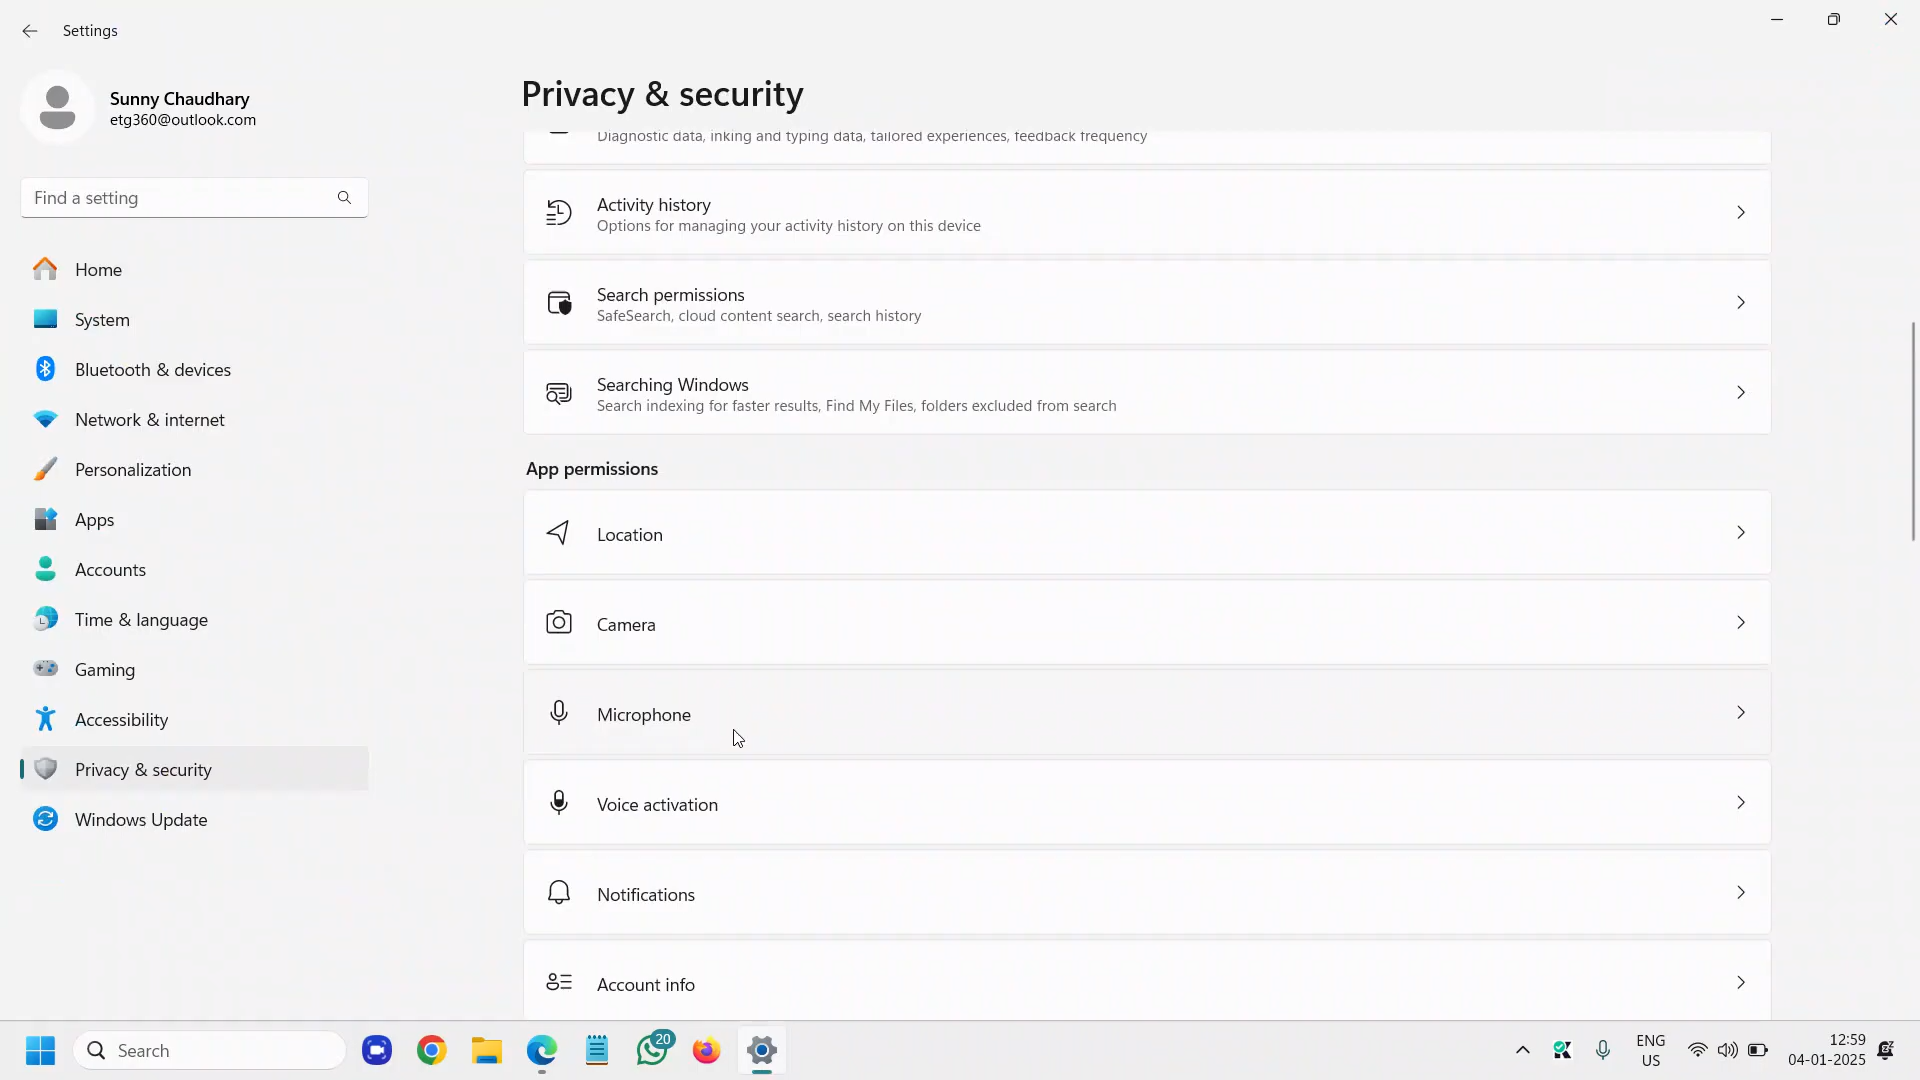 Settings
Sunny Chaudhary
etg360@outlook.com
Find a setting
Home
System
Bluetooth & devices
Network & internet
Personalization
Apps
Accounts
Time & language
Gaming
Accessibility
Privacy & security
Windows Update
Privacy & security
Diagnostic data, inking and typing data, tailored experiences, feedback frequency
Activity history
Options for managing your activity history on this device
Search permissions
SafeSearch, cloud content search, search history
Searching Windows
Search indexing for faster results, Find My Files, folders excluded from search
App permissions
Location
Camera
Microphone
Voice activation
Notifications
Account info
Search
20
ENG
US
12:59
04-01-2025